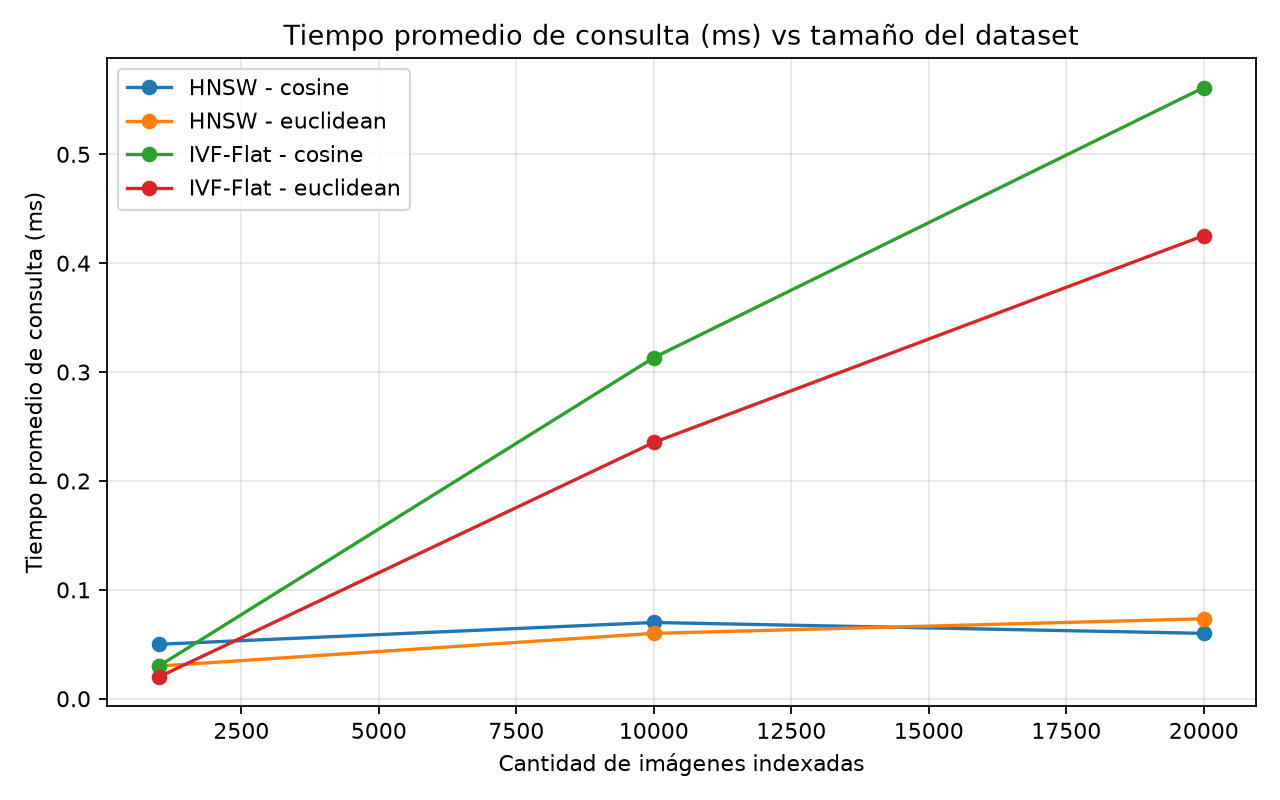 Tiempo promedio de consulta (ms) vs tamaño del dataset
HNSW - cosine
HNSW - euclidean
IVF-Flat - cosine
IVF-Flat - euclidean
Tiempo promedio de consulta (ms)
0.5
0.4
0.3
0.2
0.1
0.0
2500 5000 7500 10000 12500 15000 17500 20000
Cantidad de imágenes indexadas